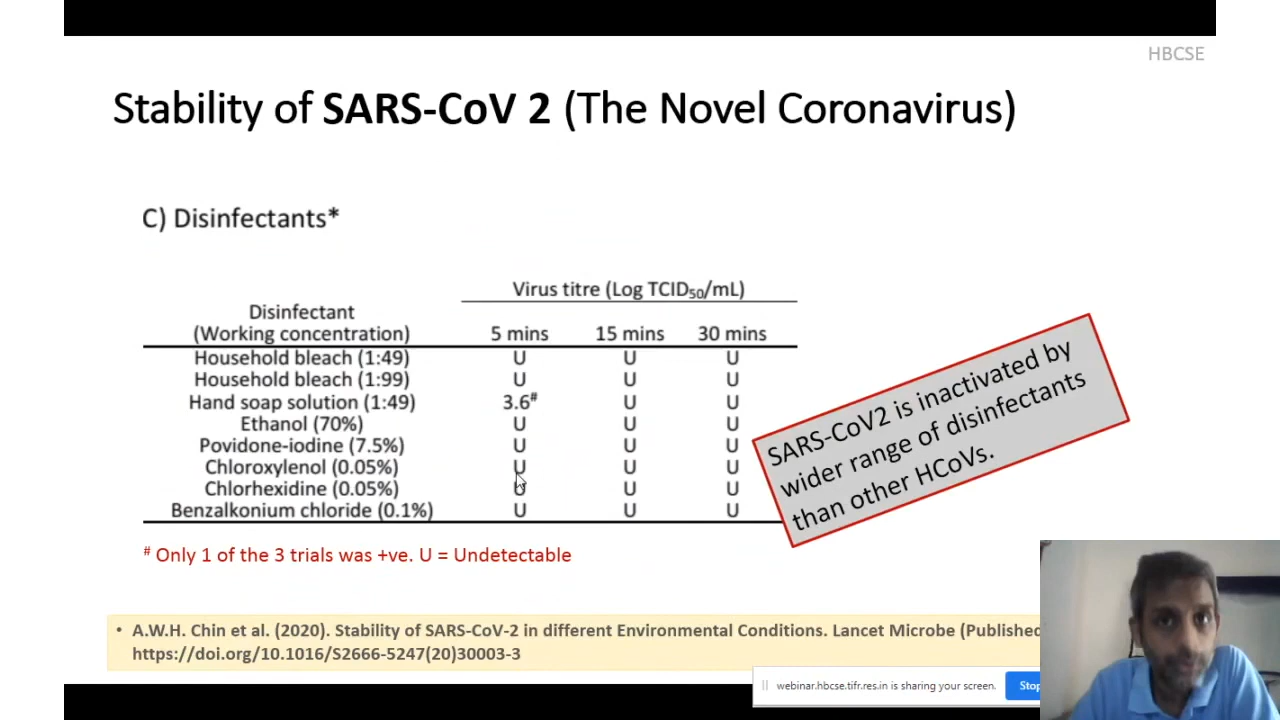 HBCSE
Stability of SARS-CoV 2 (The Novel Coronavirus)
C) Disinfectants*
Virus titre (Log TCID50/mL)
Disinfectant
(Working concentration) 5 mins 15 mins 30 mins
Household bleach (1:49) U U U
Household bleach (1:99) U U U
Hand soap solution (1:49) 3.6# U U
Ethanol (70%) U U U
Povidone-iodine (7.5%) U U U
Chloroxylenol (0.05%) U U U
Chlorhexidine (0.05%) U U U
Benzalkonium chloride (0.1%) U U U
SARS-CoV2 is inactivated by
wider range of disinfectants
than other HCoVs.
# Only 1 of the 3 trials was +ve. U = Undetectable
• A.W.H. Chin et al. (2020). Stability of SARS-CoV-2 in different Environmental Conditions. Lancet Microbe (Published
https://doi.org/10.1016/S2666-5247(20)30003-3
webinar.hbcse.tifr.res.in is sharing your screen. Stop